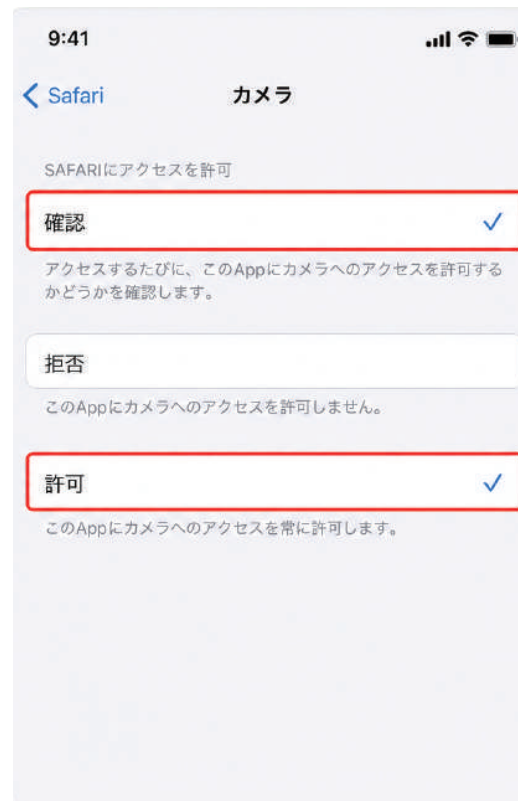 9:41
Safari
カメラ
SAFARIにアクセスを許可
確認
アクセスするたびに、このAppにカメラへのアクセスを許可する
かどうかを確認します。
拒否
このAppにカメラへのアクセスを許可しません。
許可
このAppにカメラへのアクセスを常に許可します。